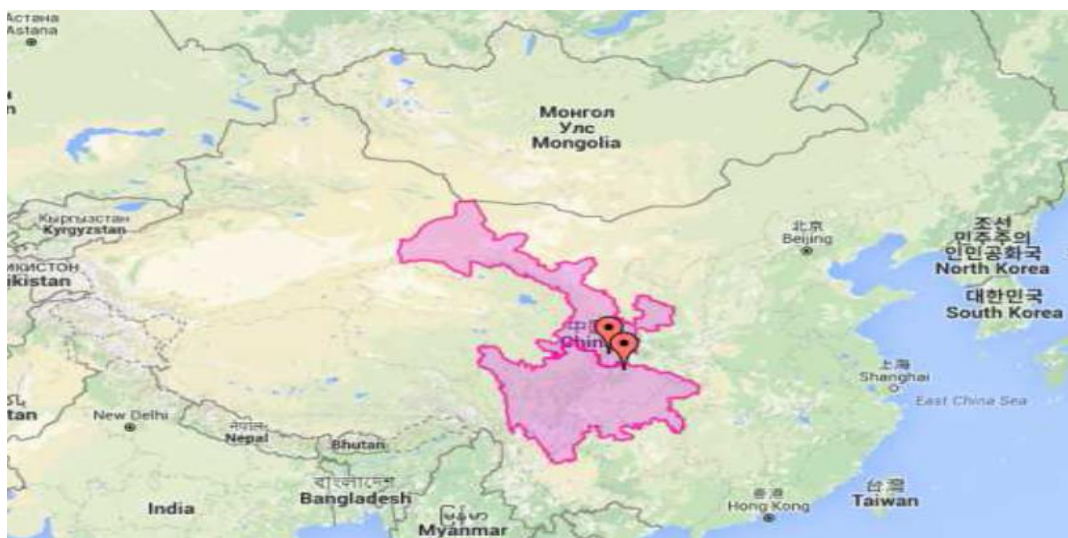 Астана
Astana
Монгол
Улс
Mongolia
Кыргызстан
Kyrgyzstan
北京
Beijing
조선
민주주의
인민공화국
North Korea
대한민국
South Korea
上海
Shanghai
East China Sea
New Delhi
नेपाल
Nepal
Bhutan
বাংলাদেশ
Bangladesh
India
Myanmar
香港
Hong Kong
台灣
Taiwan